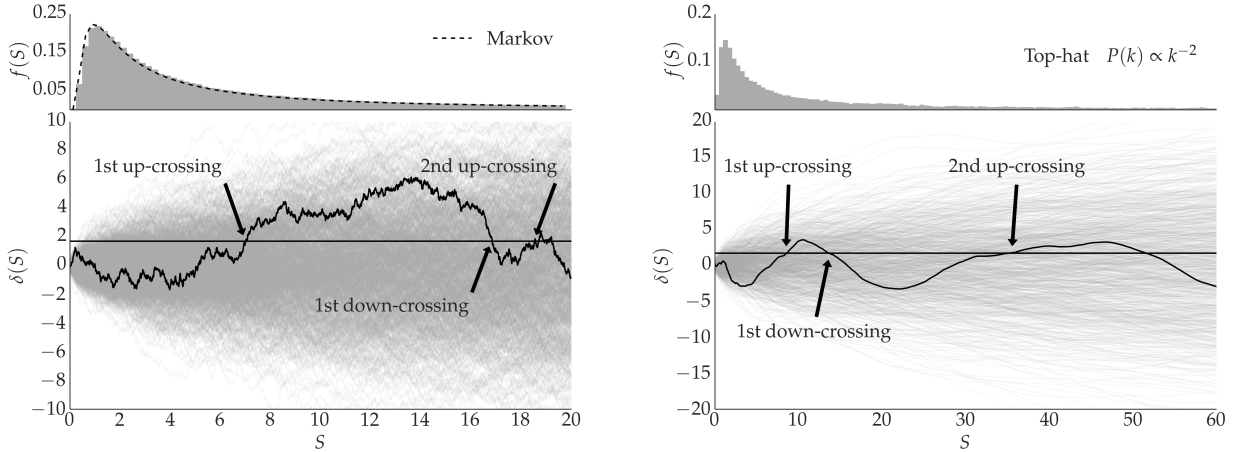 0.25
0.15
0.05
f(S)
Markov
10
8
6
4
2
0
−2
−4
−6
−8
−10
δ(S)
1st up-crossing
2nd up-crossing
1st down-crossing
0 2 4 6 8 10 12 14 16 18 20
S
0.2
0.1
f(S)
Top-hat P(k) ∝ k⁻²
20
15
10
5
0
−5
−10
−15
−20
δ(S)
1st up-crossing
2nd up-crossing
1st down-crossing
0 10 20 30 40 50 60
S